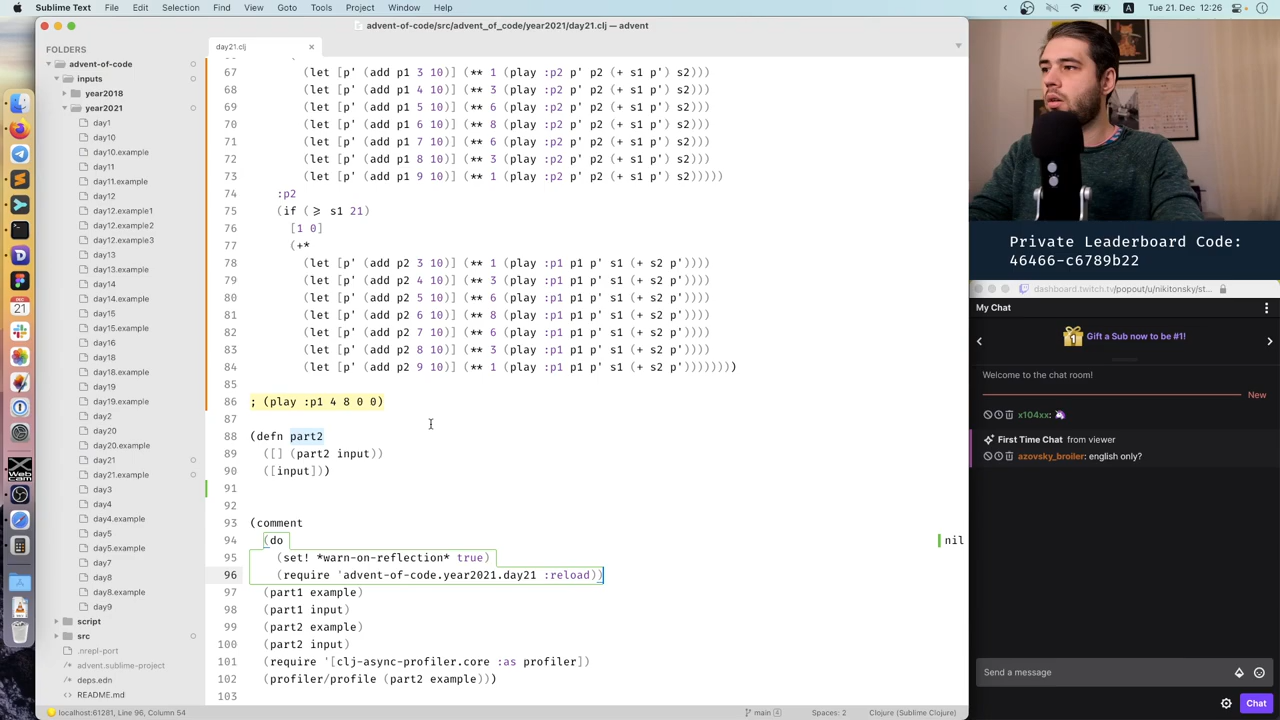 Sublime Text File Edit Selection Find View Goto Tools Project Window Help
Tue 21. Dec 12:26
advent-of-code/src/advent_of_code/year2021/day21.clj — advent
FOLDERS
advent-of-code
inputs
year2018
year2021
day1
day10
day10.example
day11
day11.example
day12
day12.example1
day12.example2
day12.example3
day13
day13.example
day14
day14.example
day15
day15.example
day16
day18
day18.example
day19
day19.example
day2
day20
day20.example
day21
day21.example
day3
day4
day4.example
day5
day5.example
day7
day8
day8.example
day9
script
src
.nrepl-port
advent.sublime-project
deps.edn
README.md
day21.clj
67 (let [p' (add p1 3 10)] (** 1 (play :p2 p' p2 (+ s1 p') s2)))
68 (let [p' (add p1 4 10)] (** 3 (play :p2 p' p2 (+ s1 p') s2)))
69 (let [p' (add p1 5 10)] (** 6 (play :p2 p' p2 (+ s1 p') s2)))
70 (let [p' (add p1 6 10)] (** 8 (play :p2 p' p2 (+ s1 p') s2)))
71 (let [p' (add p1 7 10)] (** 6 (play :p2 p' p2 (+ s1 p') s2)))
72 (let [p' (add p1 8 10)] (** 3 (play :p2 p' p2 (+ s1 p') s2)))
73 (let [p' (add p1 9 10)] (** 1 (play :p2 p' p2 (+ s1 p') s2)))))
74 :p2
75 (if (>= s1 21)
76 [1 0]
77 (+*
78 (let [p' (add p2 3 10)] (** 1 (play :p1 p1 p' s1 (+ s2 p'))))
79 (let [p' (add p2 4 10)] (** 3 (play :p1 p1 p' s1 (+ s2 p'))))
80 (let [p' (add p2 5 10)] (** 6 (play :p1 p1 p' s1 (+ s2 p'))))
81 (let [p' (add p2 6 10)] (** 8 (play :p1 p1 p' s1 (+ s2 p'))))
82 (let [p' (add p2 7 10)] (** 6 (play :p1 p1 p' s1 (+ s2 p'))))
83 (let [p' (add p2 8 10)] (** 3 (play :p1 p1 p' s1 (+ s2 p'))))
84 (let [p' (add p2 9 10)] (** 1 (play :p1 p1 p' s1 (+ s2 p'))))))))
85
86 ; (play :p1 4 8 0 0)
87
88 (defn part2
89 ([] (part2 input))
90 ([input]))
91
92
93 (comment
94 (do nil
95 (set! *warn-on-reflection* true)
96 (require 'advent-of-code.year2021.day21 :reload))
97 (part1 example)
98 (part1 input)
99 (part2 example)
100 (part2 input)
101 (require '[clj-async-profiler.core :as profiler])
102 (profiler/profile (part2 example)))
103
localhost:61281, Line 96, Column 54 main 4 Spaces: 2 Clojure (Sublime Clojure)
Private Leaderboard Code:
46466-c6789b22
dashboard.twitch.tv/popout/u/nikitonsky/st...
My Chat
Gift a Sub now to be #1!
Welcome to the chat room!
New
x104xx:
First Time Chat from viewer
azovsky_broiler: english only?
Send a message
Chat